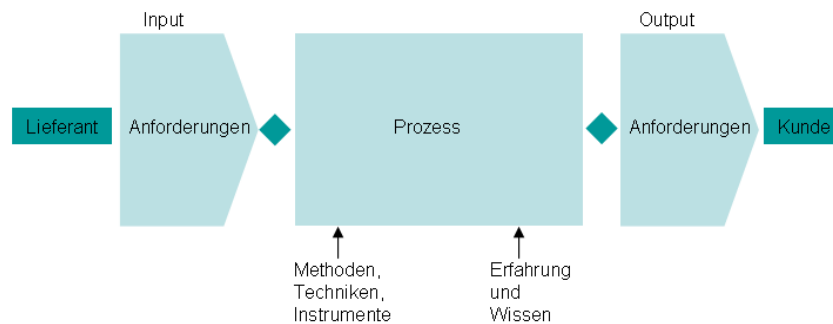 Input
Output
Lieferant
Anforderungen
Prozess
Anforderungen
Kunde
Methoden,
Techniken,
Instrumente
Erfahrung
und
Wissen